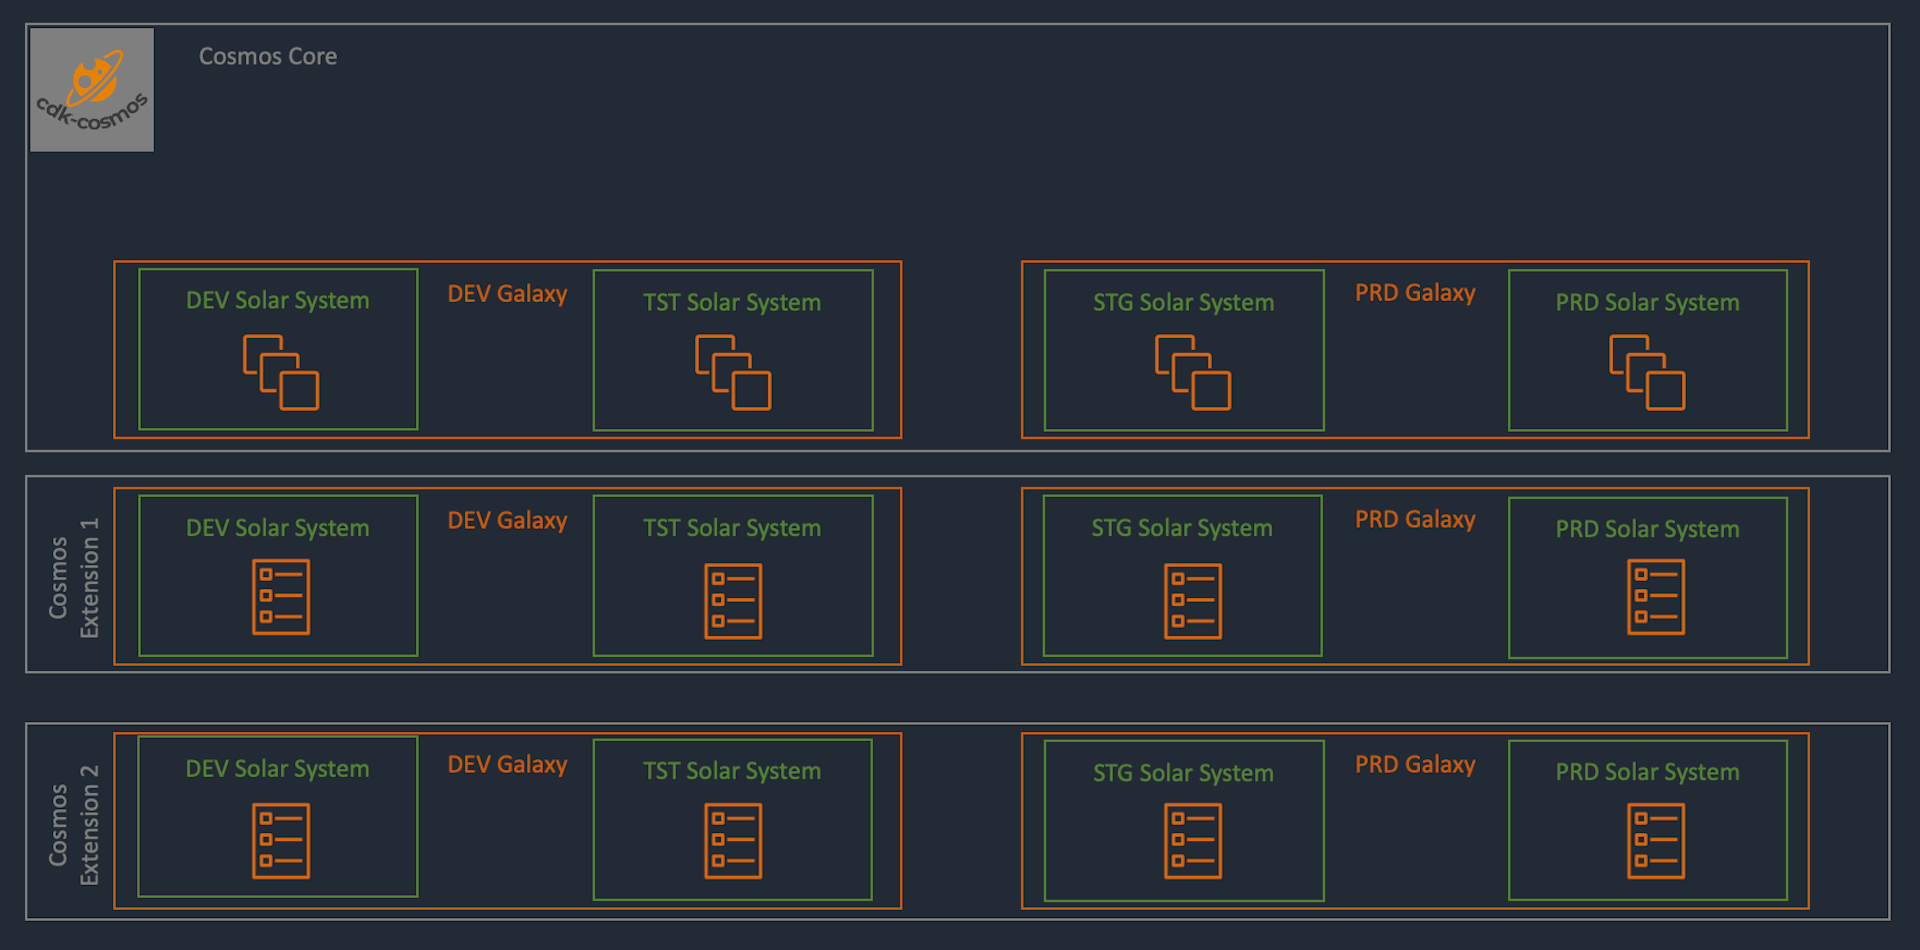 cdk-cosmos
Cosmos Core
DEV Solar System
DEV Galaxy
TST Solar System
STG Solar System
PRD Galaxy
PRD Solar System
Cosmos
Extension 1
DEV Solar System
DEV Galaxy
TST Solar System
STG Solar System
PRD Galaxy
PRD Solar System
Cosmos
Extension 2
DEV Solar System
DEV Galaxy
TST Solar System
STG Solar System
PRD Galaxy
PRD Solar System